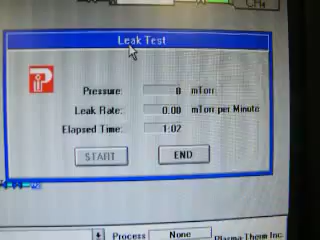 CH4
Leak Test
Pressure: 0 mTorr
Leak Rate: 0.00 mTorr per Minute
Elapsed Time: 1:02
START END
Process None Plasma-Therm Inc.